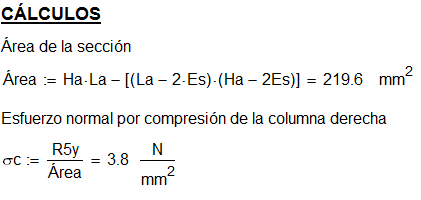 CÁLCULOS
Área de la sección
Área := Ha·La – [(La – 2·Es)·(Ha – 2Es)] = 219.6 mm²
Esfuerzo normal por compresión de la columna derecha
σc := R5y / Área = 3.8 N / mm²